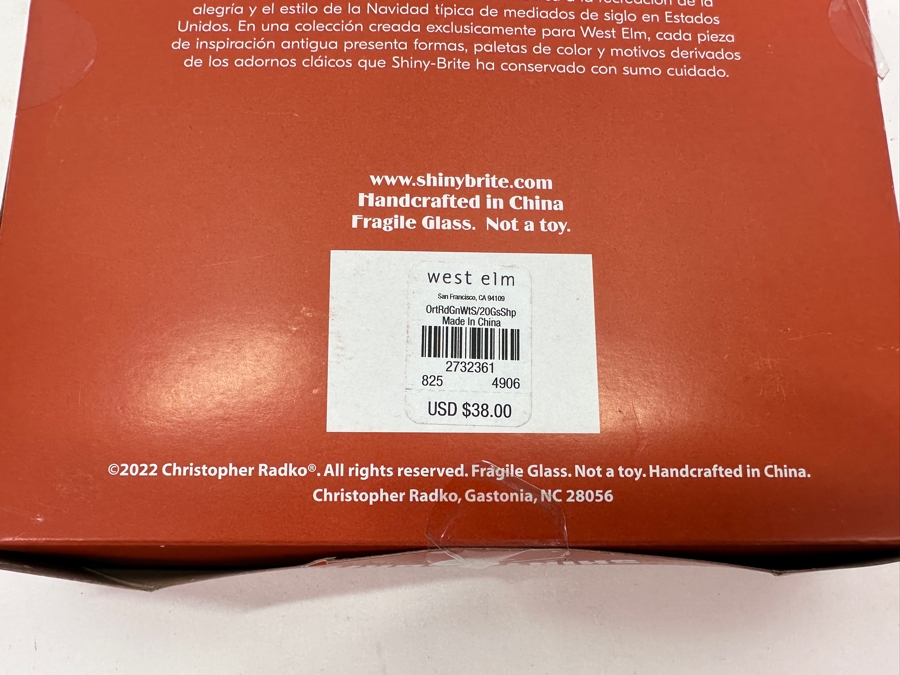 a la recreación de la
alegría y el estilo de la Navidad típica de mediados de siglo en Estados
Unidos. En una colección creada exclusivamente para West Elm, cada pieza
de inspiración antigua presenta formas, paletas de color y motivos derivados
de los adornos cláicos que Shiny-Brite ha conservado con sumo cuidado.
www.shinybrite.com
Handcrafted in China
Fragile Glass. Not a toy.
west elm
San Francisco, CA 94109
OrtRdGnWtS/20GsShp
Made In China
2732361
825 4906
USD $38.00
©2022 Christopher Radko®. All rights reserved. Fragile Glass. Not a toy. Handcrafted in China.
Christopher Radko, Gastonia, NC 28056